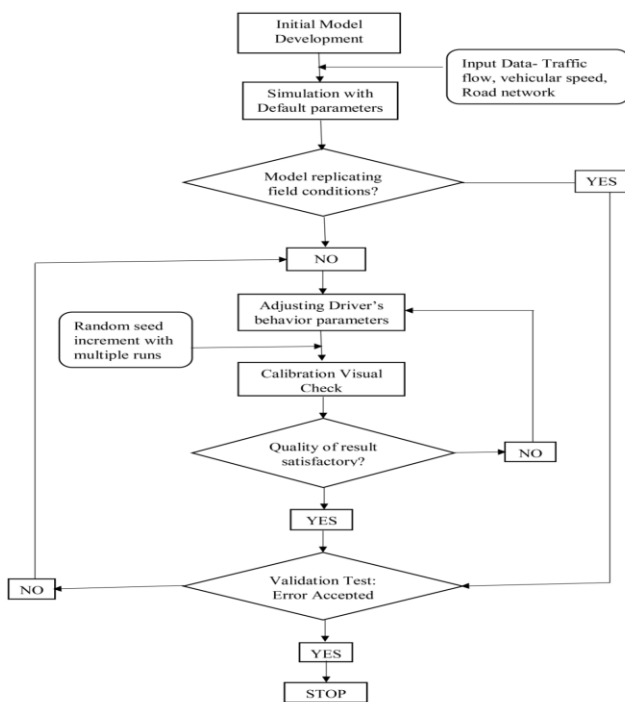 Initial Model
Development
Input Data- Traffic
flow, vehicular speed,
Road network
Simulation with
Default parameters
Model replicating
field conditions?
YES
NO
Adjusting Driver's
behavior parameters
Random seed
increment with
multiple runs
Calibration Visual
Check
Quality of result
satisfactory?
NO
YES
Validation Test:
Error Accepted
NO
YES
STOP